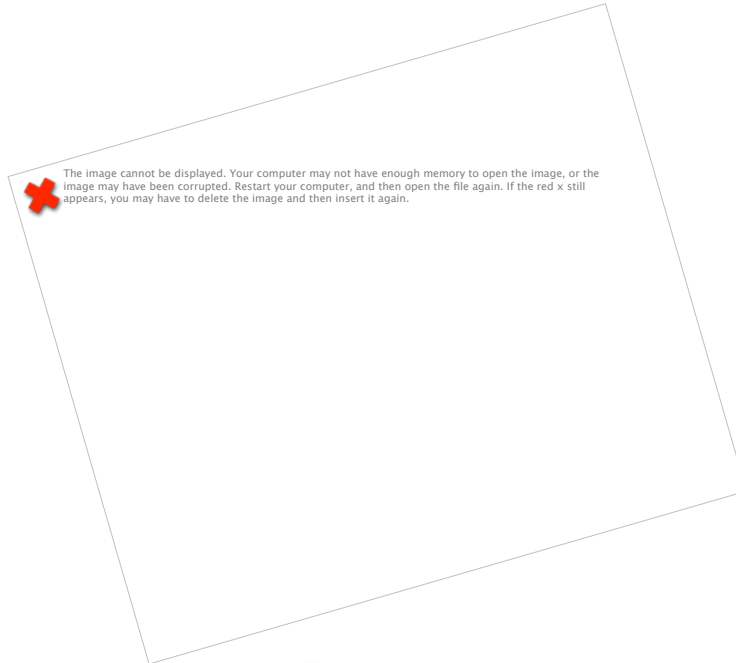 The image cannot be displayed. Your computer may not have enough memory to open the image, or the
image may have been corrupted. Restart your computer, and then open the file again. If the red x still
appears, you may have to delete the image and then insert it again.